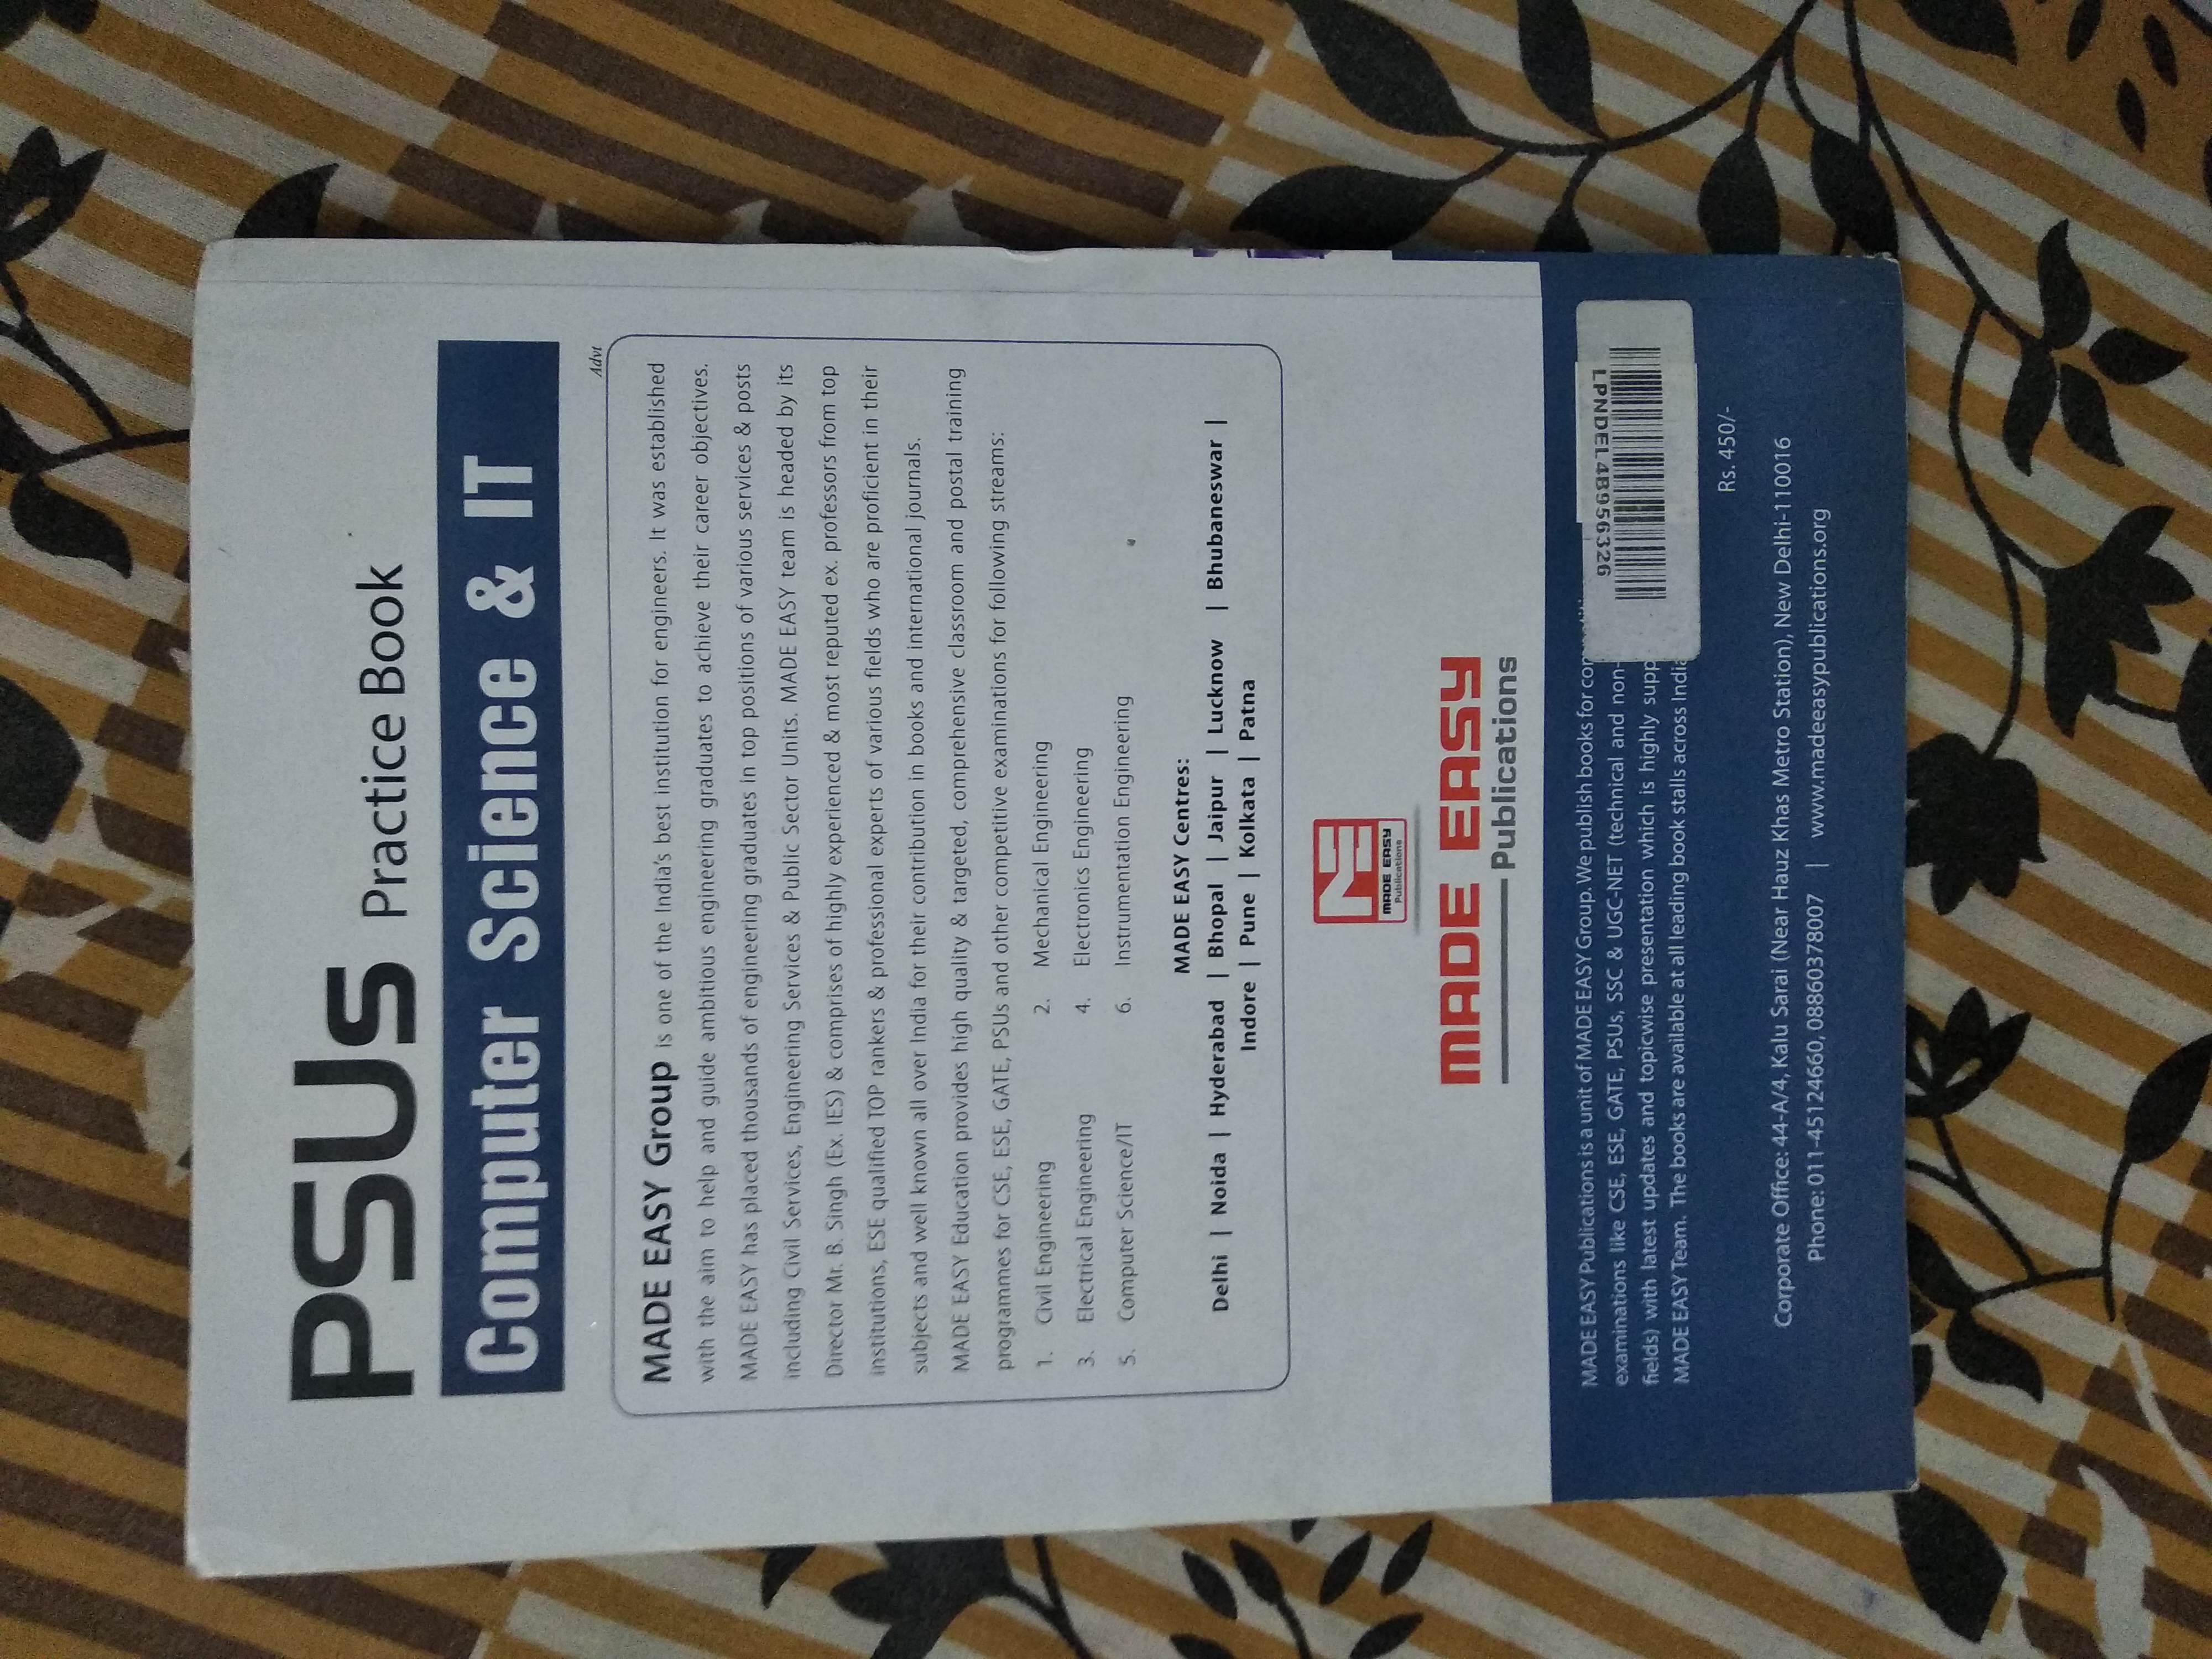 PSUs Practice Book
Computer Science & IT
Advt
MADE EASY Group is one of the India's best institution for engineers. It was established
with the aim to help and guide ambitious engineering graduates to achieve their career objectives.
MADE EASY has placed thousands of engineering graduates in top positions of various services & posts
including Civil Services, Engineering Services & Public Sector Units. MADE EASY team is headed by its
Director Mr. B. Singh (Ex. IES) & comprises of highly experienced & most reputed ex. professors from top
institutions, ESE qualified TOP rankers & professional experts of various fields who are proficient in their
subjects and well known all over India for their contribution in books and international journals.
MADE EASY Education provides high quality & targeted, comprehensive classroom and postal training
programmes for CSE, ESE, GATE, PSUs and other competitive examinations for following streams:
1. Civil Engineering 2. Mechanical Engineering
3. Electrical Engineering 4. Electronics Engineering
5. Computer Science/IT 6. Instrumentation Engineering
MADE EASY Centres:
Delhi | Noida | Hyderabad | Bhopal | Jaipur | Lucknow | Bhubaneswar |
Indore | Pune | Kolkata | Patna
ME
MADE EASY
Publications
MADE EASY
Publications
MADE EASY Publications is a unit of MADE EASY Group. We publish books for
examinations like CSE, ESE, GATE, PSUs, SSC & UGC-NET (technical and non-
fields) with latest updates and topicwise presentation which is highly
MADE EASY Team. The books are available at all leading book stalls across India
LPNDEL4B956326
Rs. 450/-
Corporate Office: 44-A/4, Kalu Sarai (Near Hauz Khas Metro Station), New Delhi-110016
Phone: 011-45124660, 08860378007 | www.madeeasypublications.org